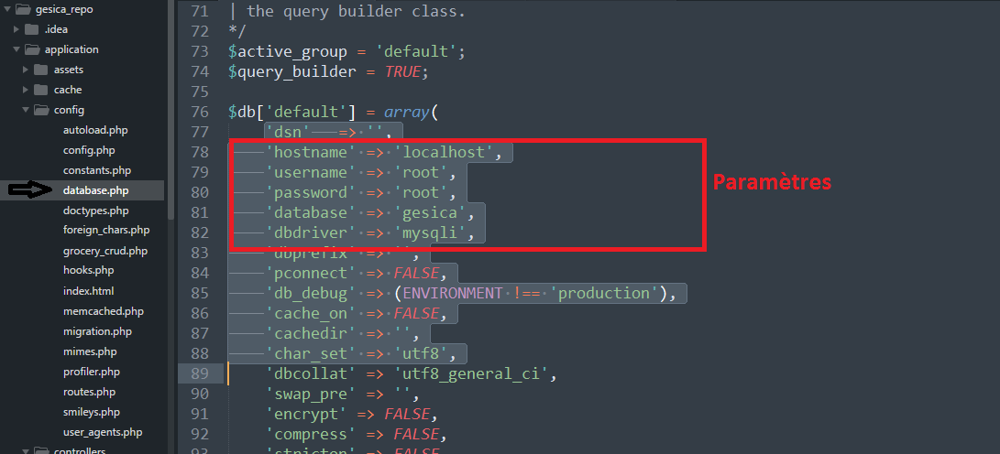 gesica_repo
.idea
application
assets
cache
config
autoload.php
config.php
constants.php
database.php
doctypes.php
foreign_chars.php
grocery_crud.php
hooks.php
index.html
memcached.php
migration.php
mimes.php
profiler.php
routes.php
smileys.php
user_agents.php
controllers
71 | the query builder class.
72 */
73 $active_group = 'default';
74 $query_builder = TRUE;
75
76 $db['default'] = array(
77 'dsn' => '',
78 'hostname' => 'localhost',
79 'username' => 'root',
80 'password' => 'root',
81 'database' => 'gesica',
82 'dbdriver' => 'mysqli',
83 'dbprefix' => '',
84 'pconnect' => FALSE,
85 'db_debug' => (ENVIRONMENT !== 'production'),
86 'cache_on' => FALSE,
87 'cachedir' => '',
88 'char_set' => 'utf8',
89 'dbcollat' => 'utf8_general_ci',
90 'swap_pre' => '',
91 'encrypt' => FALSE,
92 'compress' => FALSE,
93 'stricton' => FALSE
Paramètres